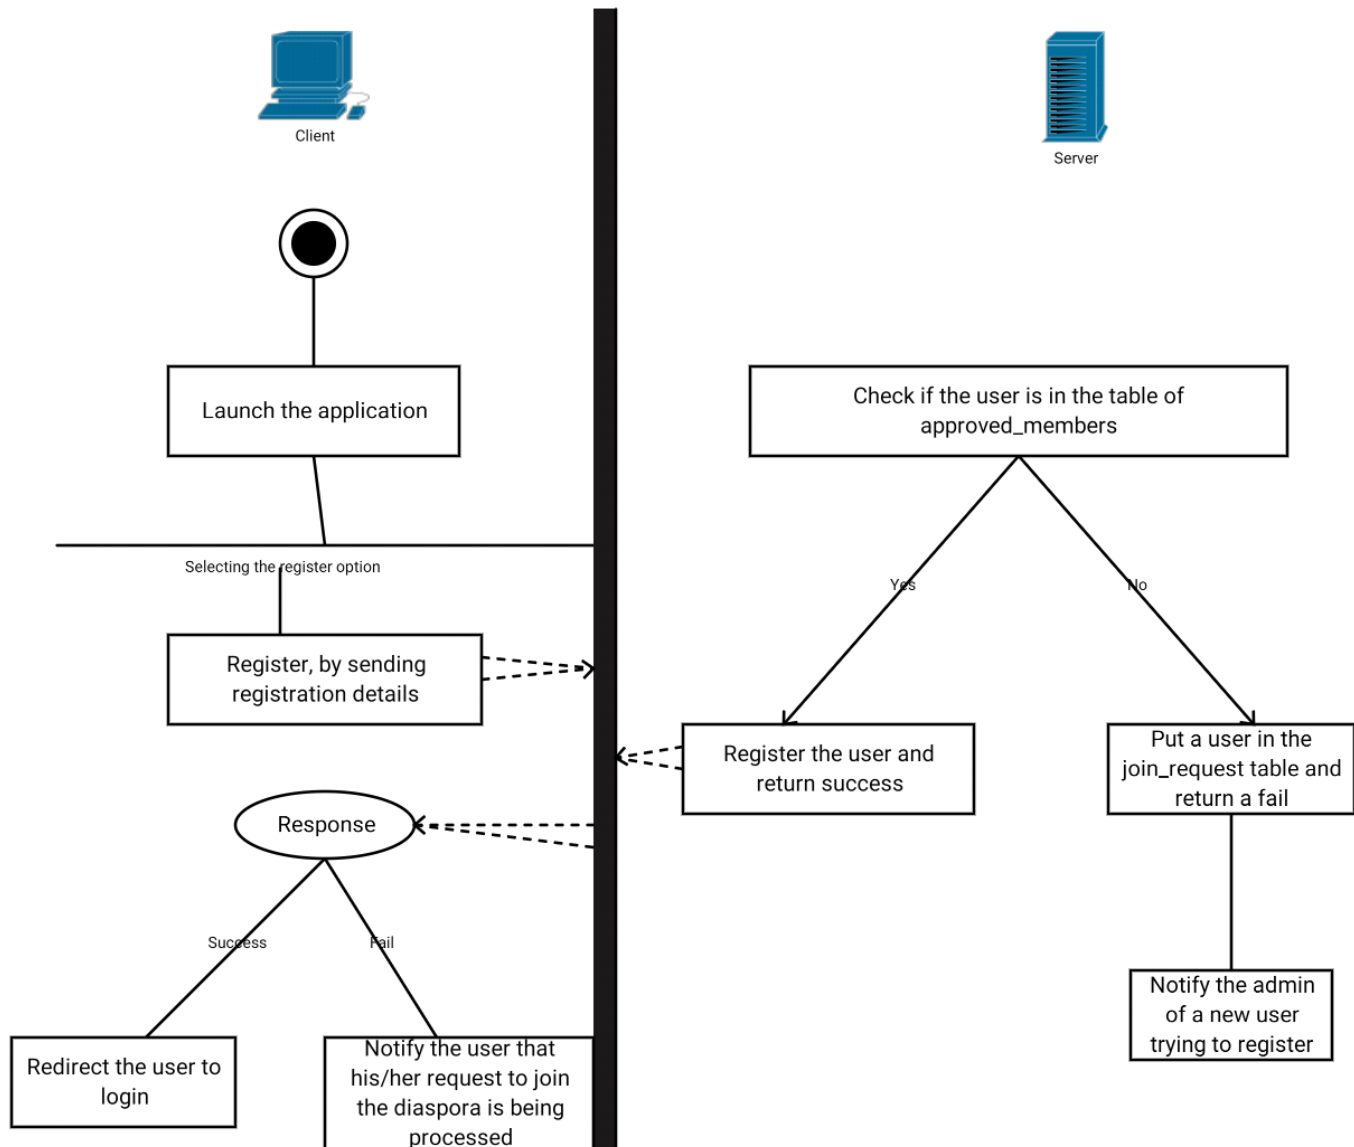 Client
Server
Launch the application
Check if the user is in the table of
approved_members
Selecting the register option
Yes
No
Register, by sending
registration details
Register the user and
return success
Put a user in the
join_request table and
return a fail
Response
Success
Fail
Redirect the user to
login
Notify the user that
his/her request to join
the diaspora is being
processed
Notify the admin
of a new user
trying to register